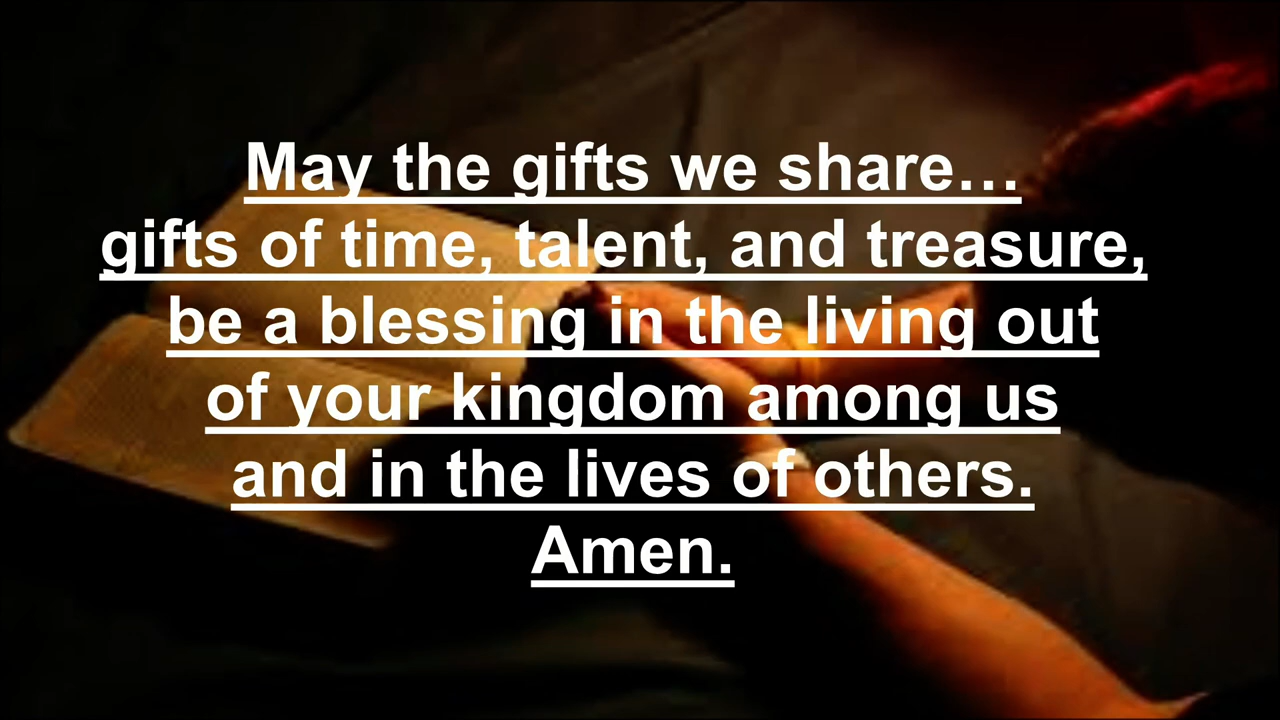 May the gifts we share…
gifts of time, talent, and treasure,
be a blessing in the living out
of your kingdom among us
and in the lives of others.
Amen.